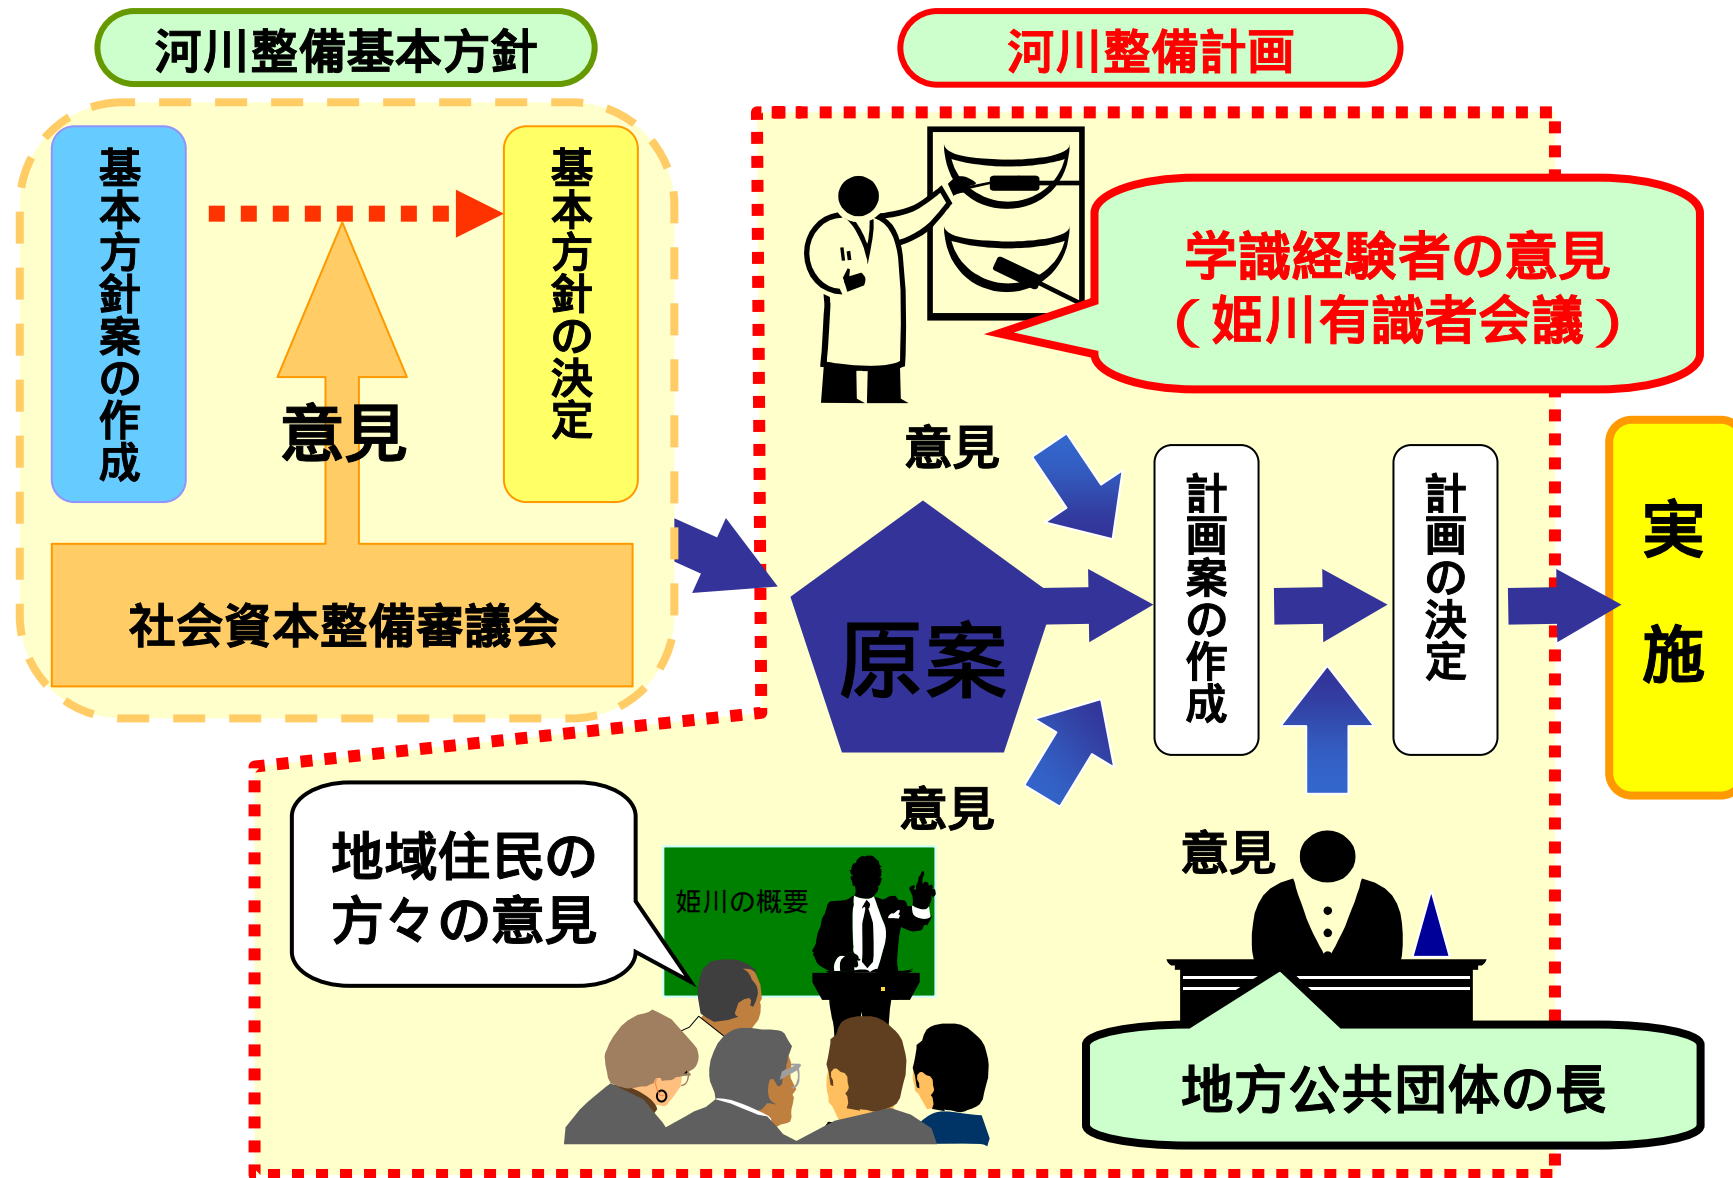 河川整備基本方針
河川整備計画
基本方針案の作成
基本方針の決定
意見
社会資本整備審議会
学識経験者の意見
（姫川有識者会議）
意見
原案
計画案の作成
計画の決定
実施
意見
地域住民の
方々の意見
姫川の概要
意見
地方公共団体の長